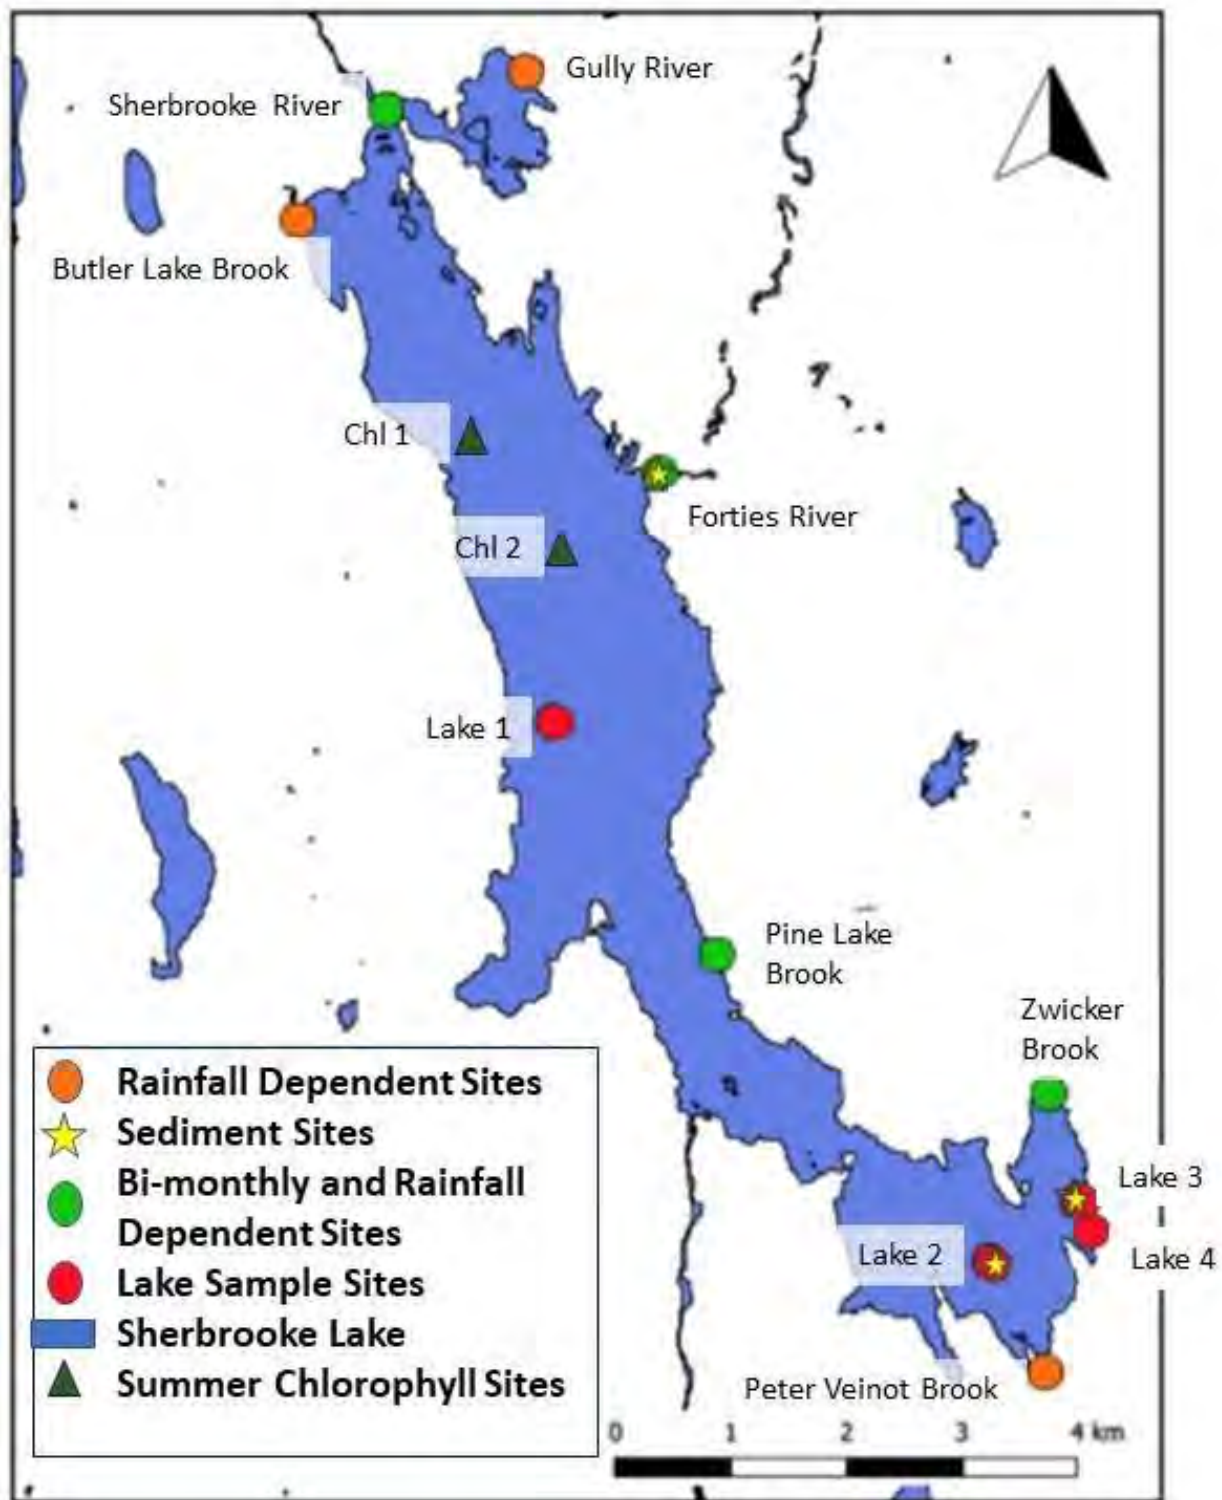 Gully River
Sherbrooke River
Butler Lake Brook
Chl 1
Forties River
Chl 2
Lake 1
Pine Lake
Brook
Zwicker
Brook
Lake 3
Lake 2
Lake 4
Peter Veinot Brook
Rainfall Dependent Sites
Sediment Sites
Bi-monthly and Rainfall
Dependent Sites
Lake Sample Sites
Sherbrooke Lake
Summer Chlorophyll Sites
0 1 2 3 4 km